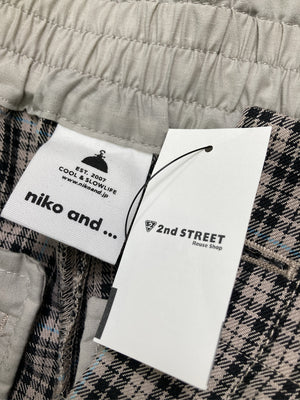 EST. 2007
COOL & SLOWLIFE
www.nikoand.jp
niko and ...
2nd STREET
Reuse Shop